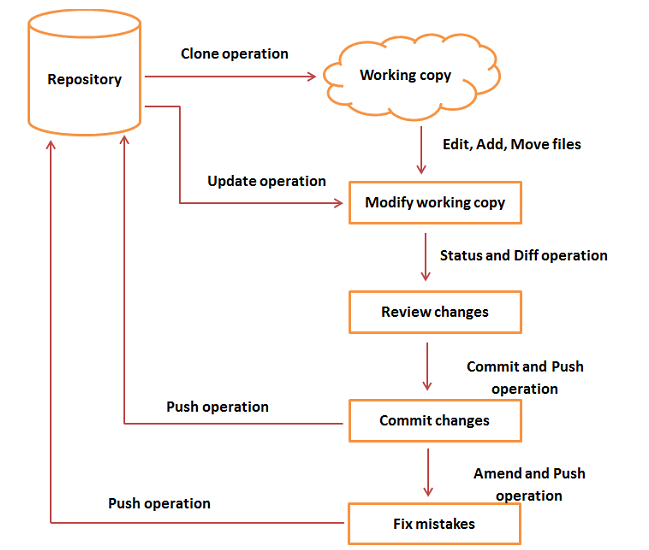 Clone operation
Repository
Working copy
Edit, Add, Move files
Update operation
Modify working copy
Status and Diff operation
Review changes
Commit and Push
operation
Push operation
Commit changes
Amend and Push
operation
Push operation
Fix mistakes